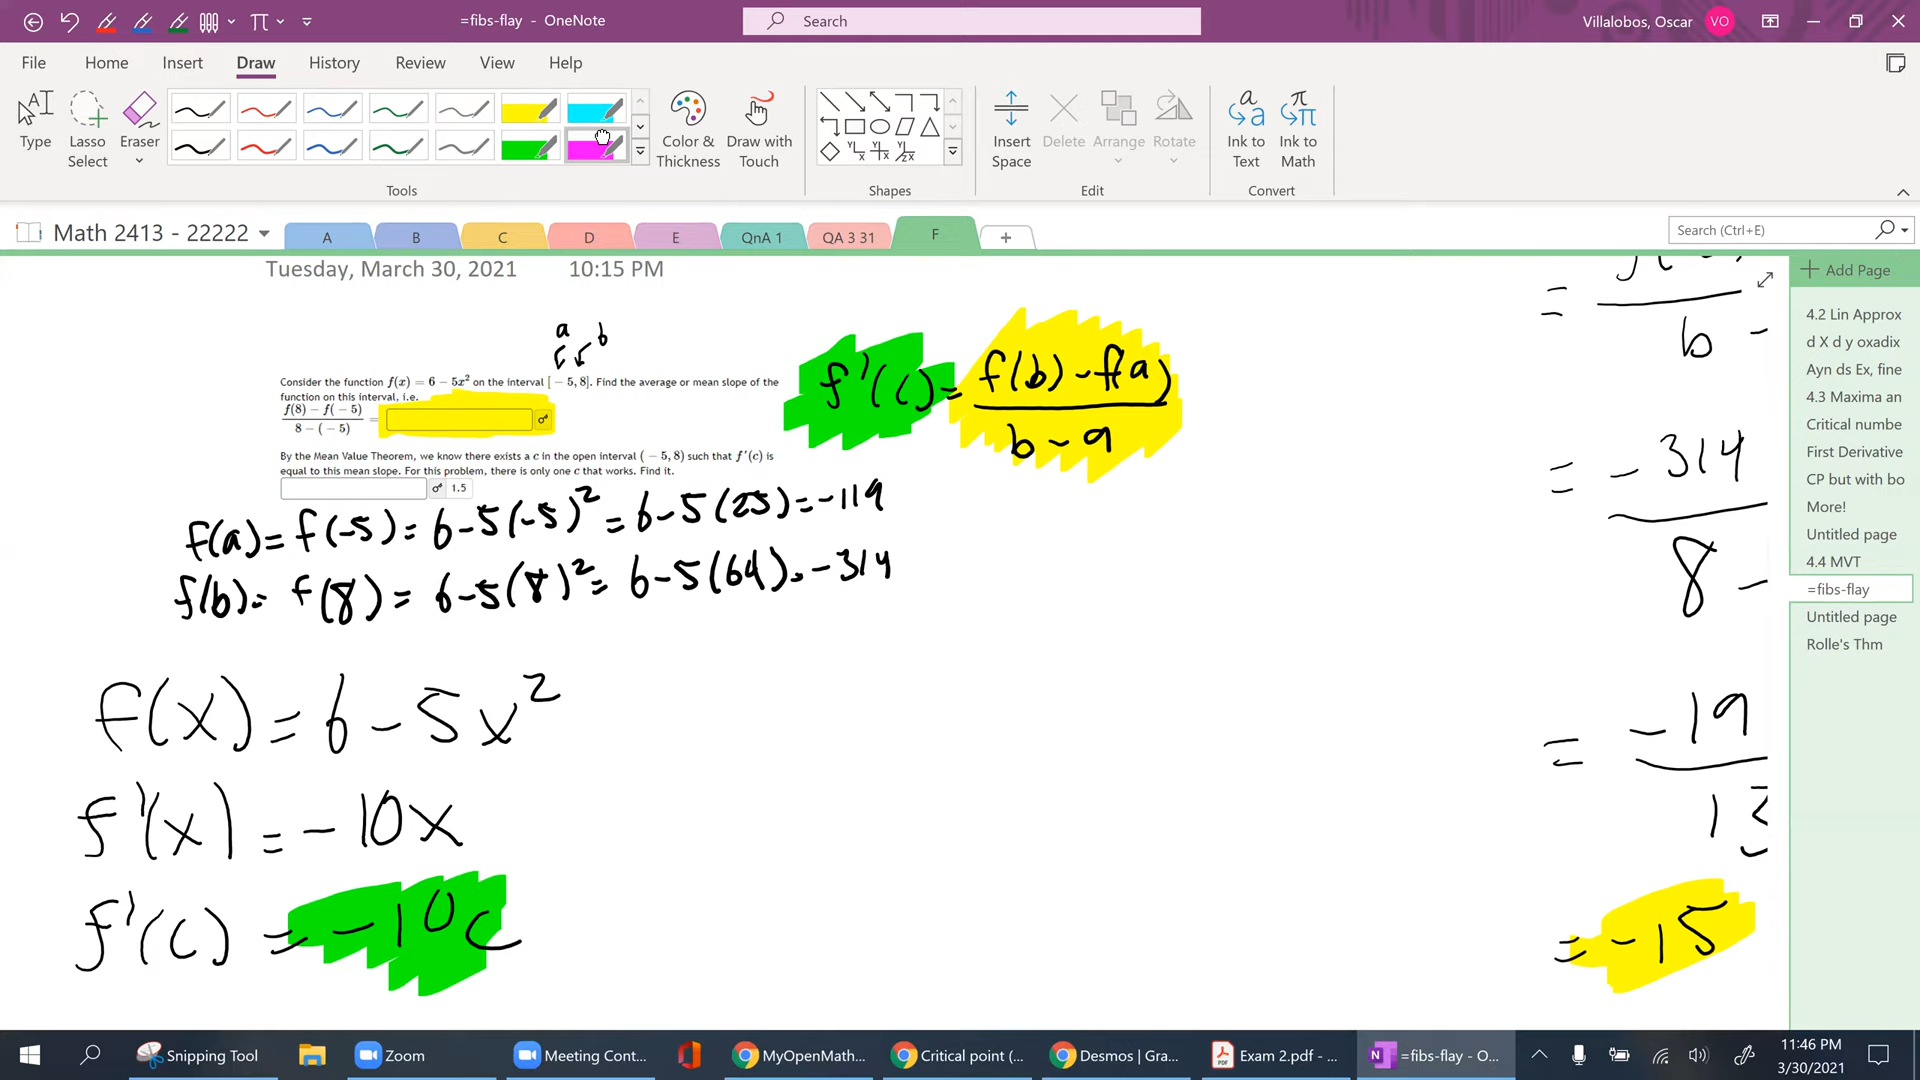 =fibs-flay - OneNote
Search
Villalobos, Oscar
VO
File Home Insert Draw History Review View Help
Type
Lasso Select
Eraser
Color & Thickness
Draw with Touch
Insert Space
Delete
Arrange
Rotate
Ink to Text
Ink to Math
Tools
Shapes
Edit
Convert
Math 2413 - 22222
A B C D E QnA 1 QA 3 31 F +
Search (Ctrl+E)
Tuesday, March 30, 2021 10:15 PM
a b
Consider the function f(x) = 6 − 5x² on the interval [ − 5, 8]. Find the average or mean slope of the
function on this interval, i.e.
f(8) − f( − 5)
8 − ( − 5)
=
By the Mean Value Theorem, we know there exists a c in the open interval ( − 5, 8) such that f'(c) is
equal to this mean slope. For this problem, there is only one c that works. Find it.
1.5
f'(c) = f(b) - f(a)
b - a
f(a) = f(-5) = 6-5(-5)² = 6-5(25) = -119
f(b) = f(8) = 6-5(8)² = 6-5(64) = -314
f(x) = 6 - 5x²
f'(x) = -10x
f'(c) = -10c
=
b -
= -314
8 -
= -19
13
= -15
Add Page
4.2 Lin Approx
d X d y oxadix
Ayn ds Ex, fine
4.3 Maxima an
Critical numbe
First Derivative
CP but with bo
More!
Untitled page
4.4 MVT
=fibs-flay
Untitled page
Rolle's Thm
Snipping Tool
Zoom
Meeting Cont...
MyOpenMath...
Critical point (...
Desmos | Gra...
Exam 2.pdf - ...
=fibs-flay - O...
11:46 PM
3/30/2021